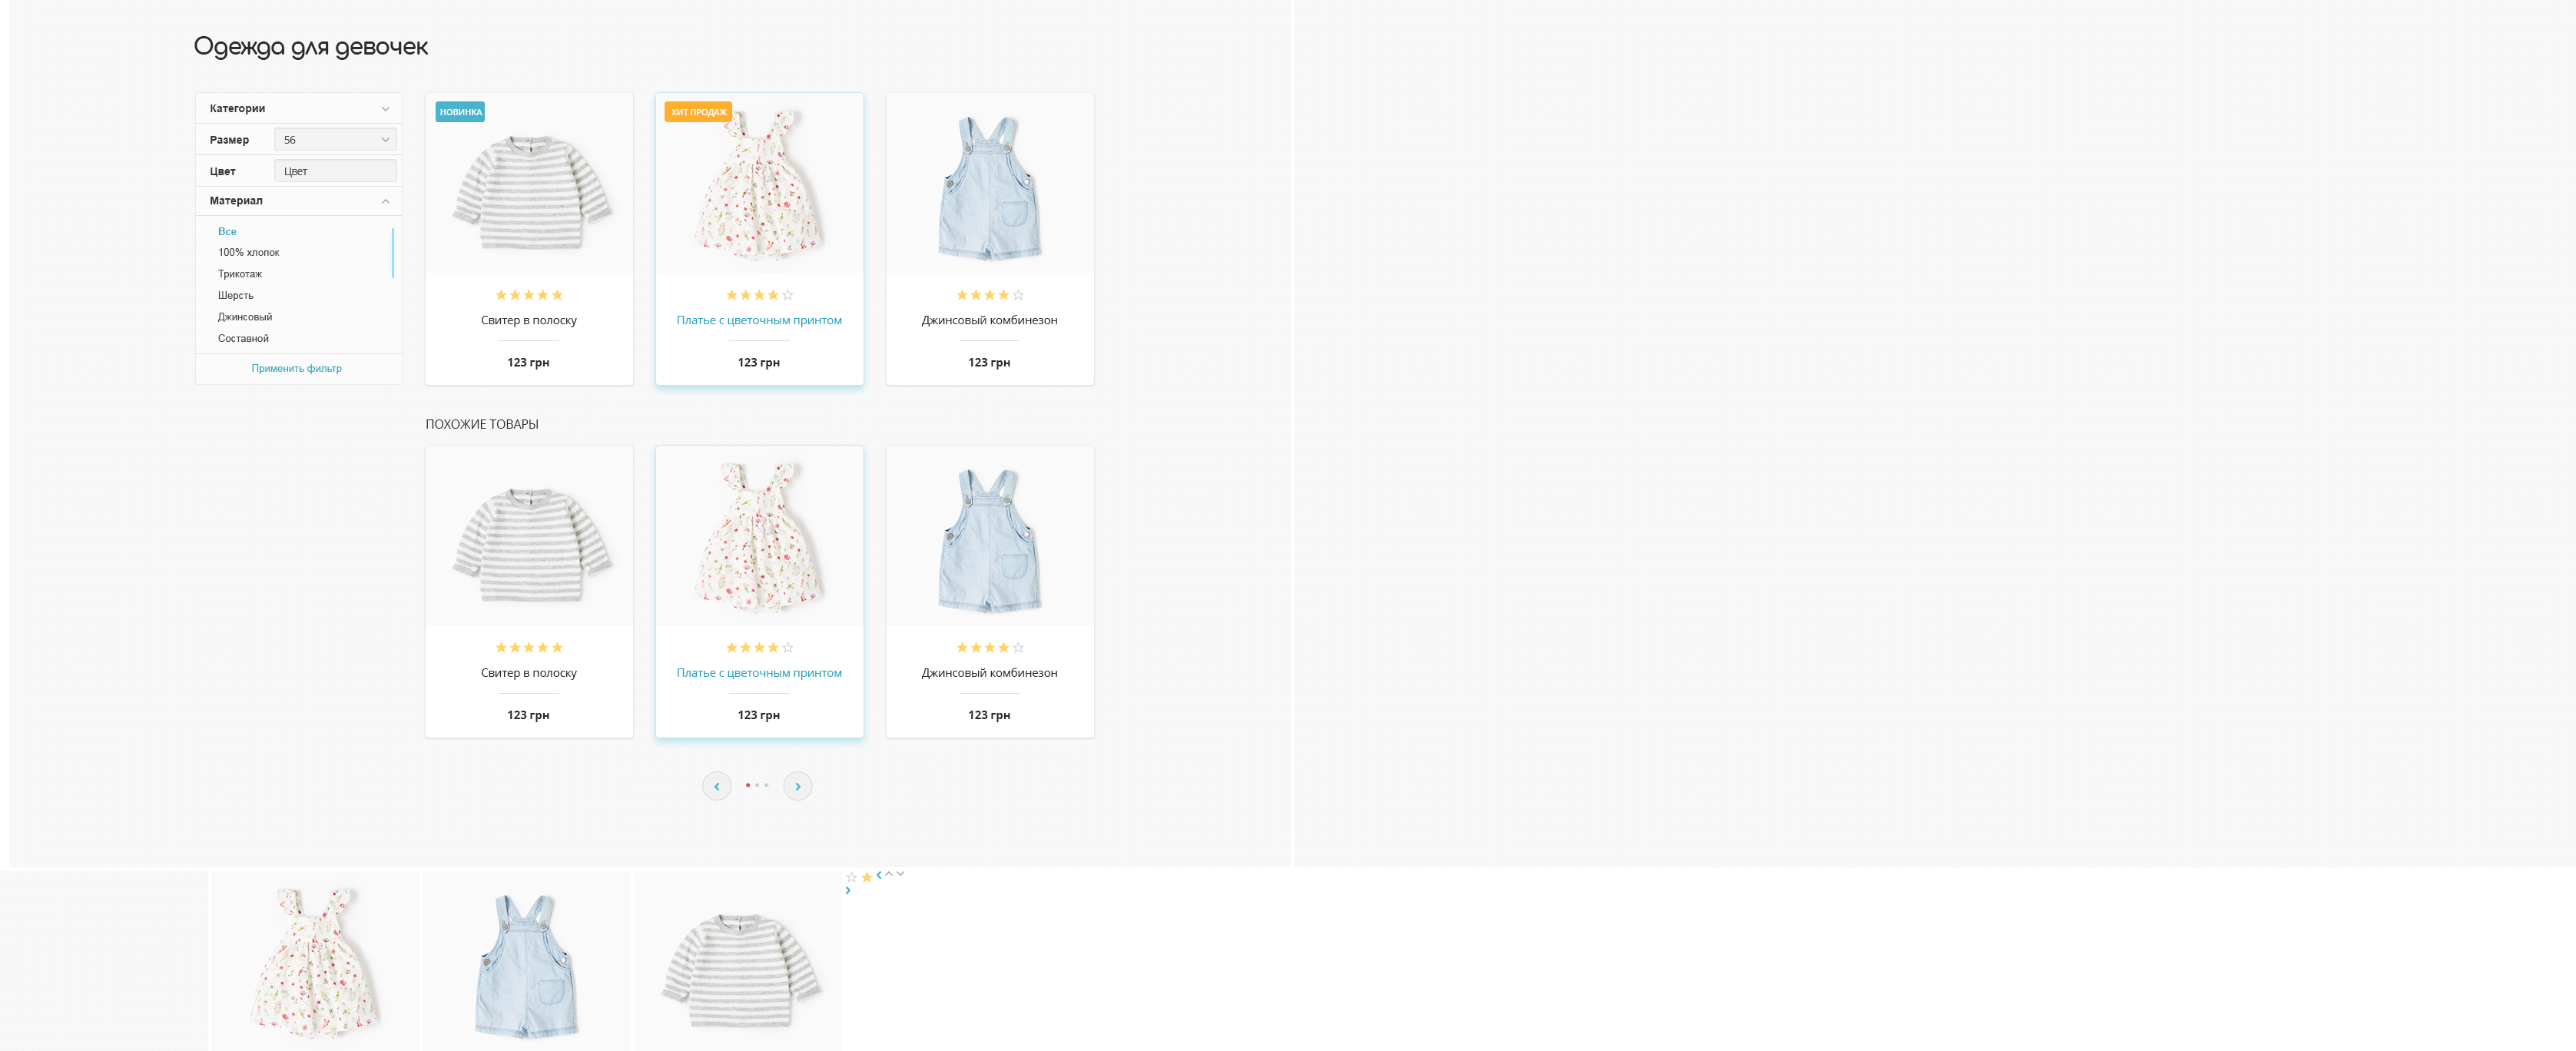 Одежда для девочек
Категории
Размер 56
Цвет Цвет
Материал
Все
100% хлопок
Трикотаж
Шерсть
Джинсовый
Составной
Применить фильтр
НОВИНКА
Свитер в полоску
123 грн
ХИТ ПРОДАЖ
Платье с цветочным принтом
123 грн
Джинсовый комбинезон
123 грн
ПОХОЖИЕ ТОВАРЫ
Свитер в полоску
123 грн
Платье с цветочным принтом
123 грн
Джинсовый комбинезон
123 грн